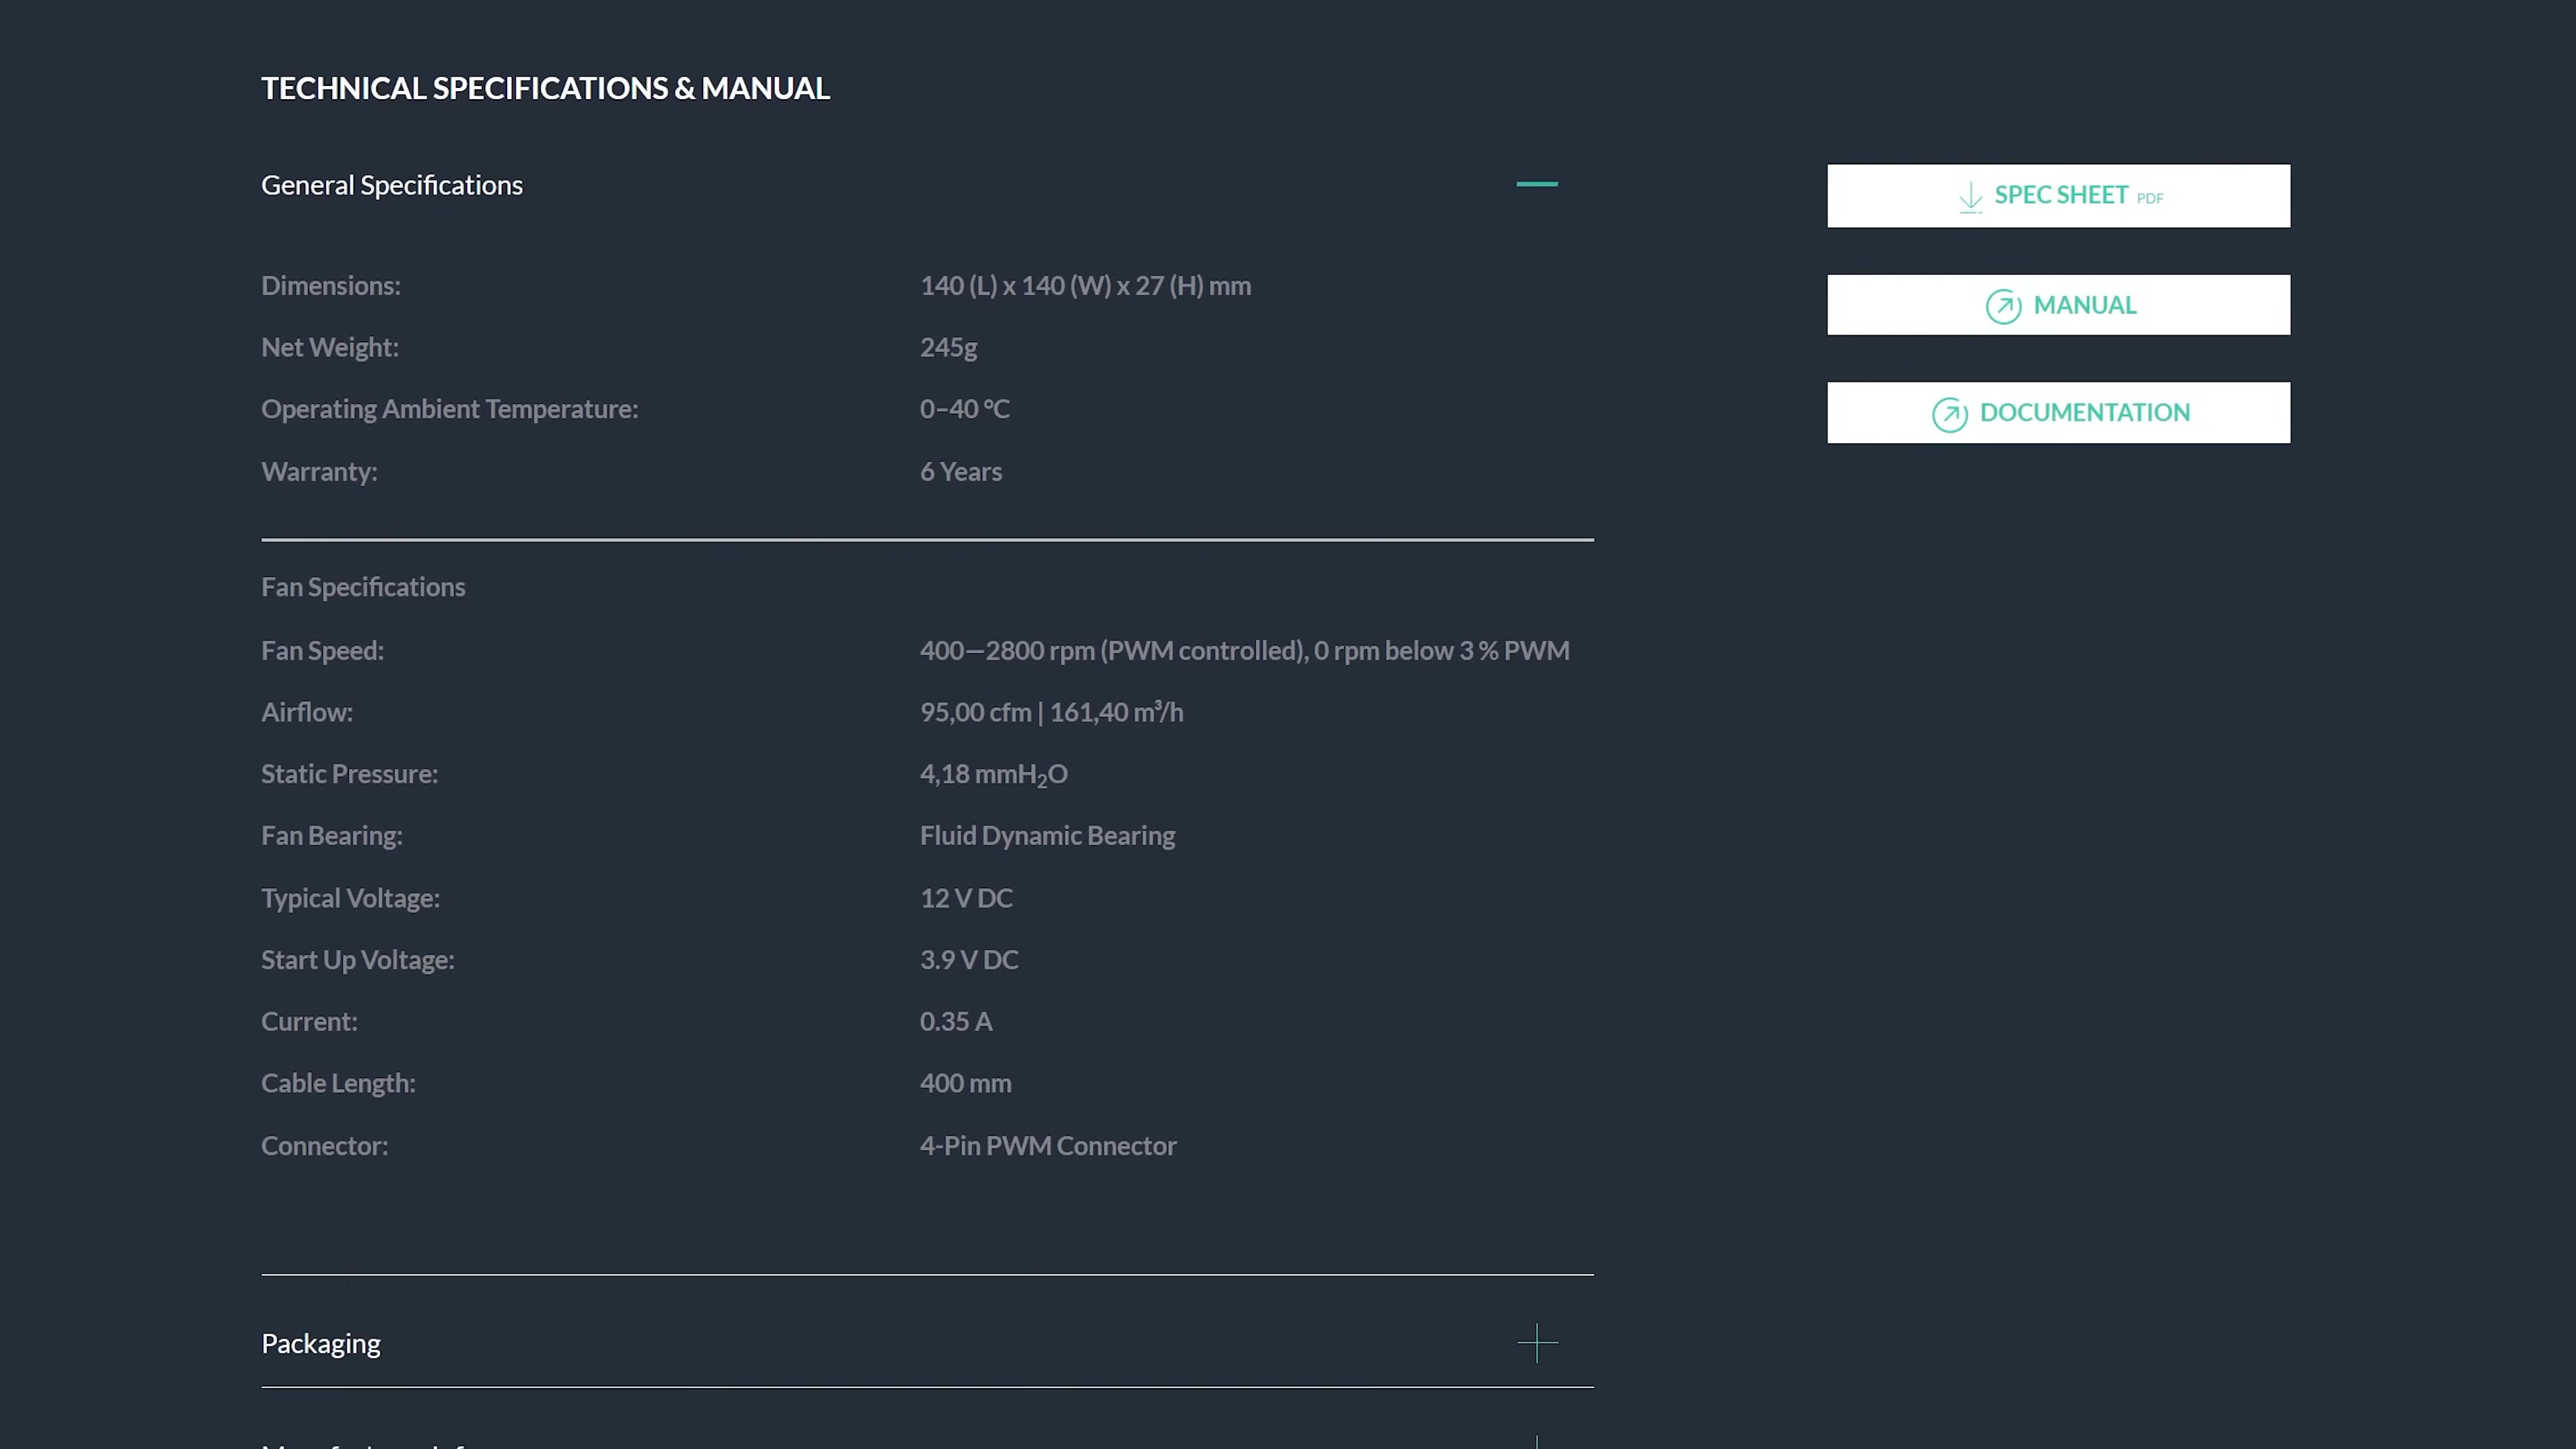 TECHNICAL SPECIFICATIONS & MANUAL
General Specifications
SPEC SHEET PDF
MANUAL
DOCUMENTATION
Dimensions: 140 (L) x 140 (W) x 27 (H) mm
Net Weight: 245g
Operating Ambient Temperature: 0–40 °C
Warranty: 6 Years
Fan Specifications
Fan Speed: 400—2800 rpm (PWM controlled), 0 rpm below 3 % PWM
Airflow: 95,00 cfm | 161,40 m³/h
Static Pressure: 4,18 mmH₂O
Fan Bearing: Fluid Dynamic Bearing
Typical Voltage: 12 V DC
Start Up Voltage: 3.9 V DC
Current: 0.35 A
Cable Length: 400 mm
Connector: 4-Pin PWM Connector
Packaging